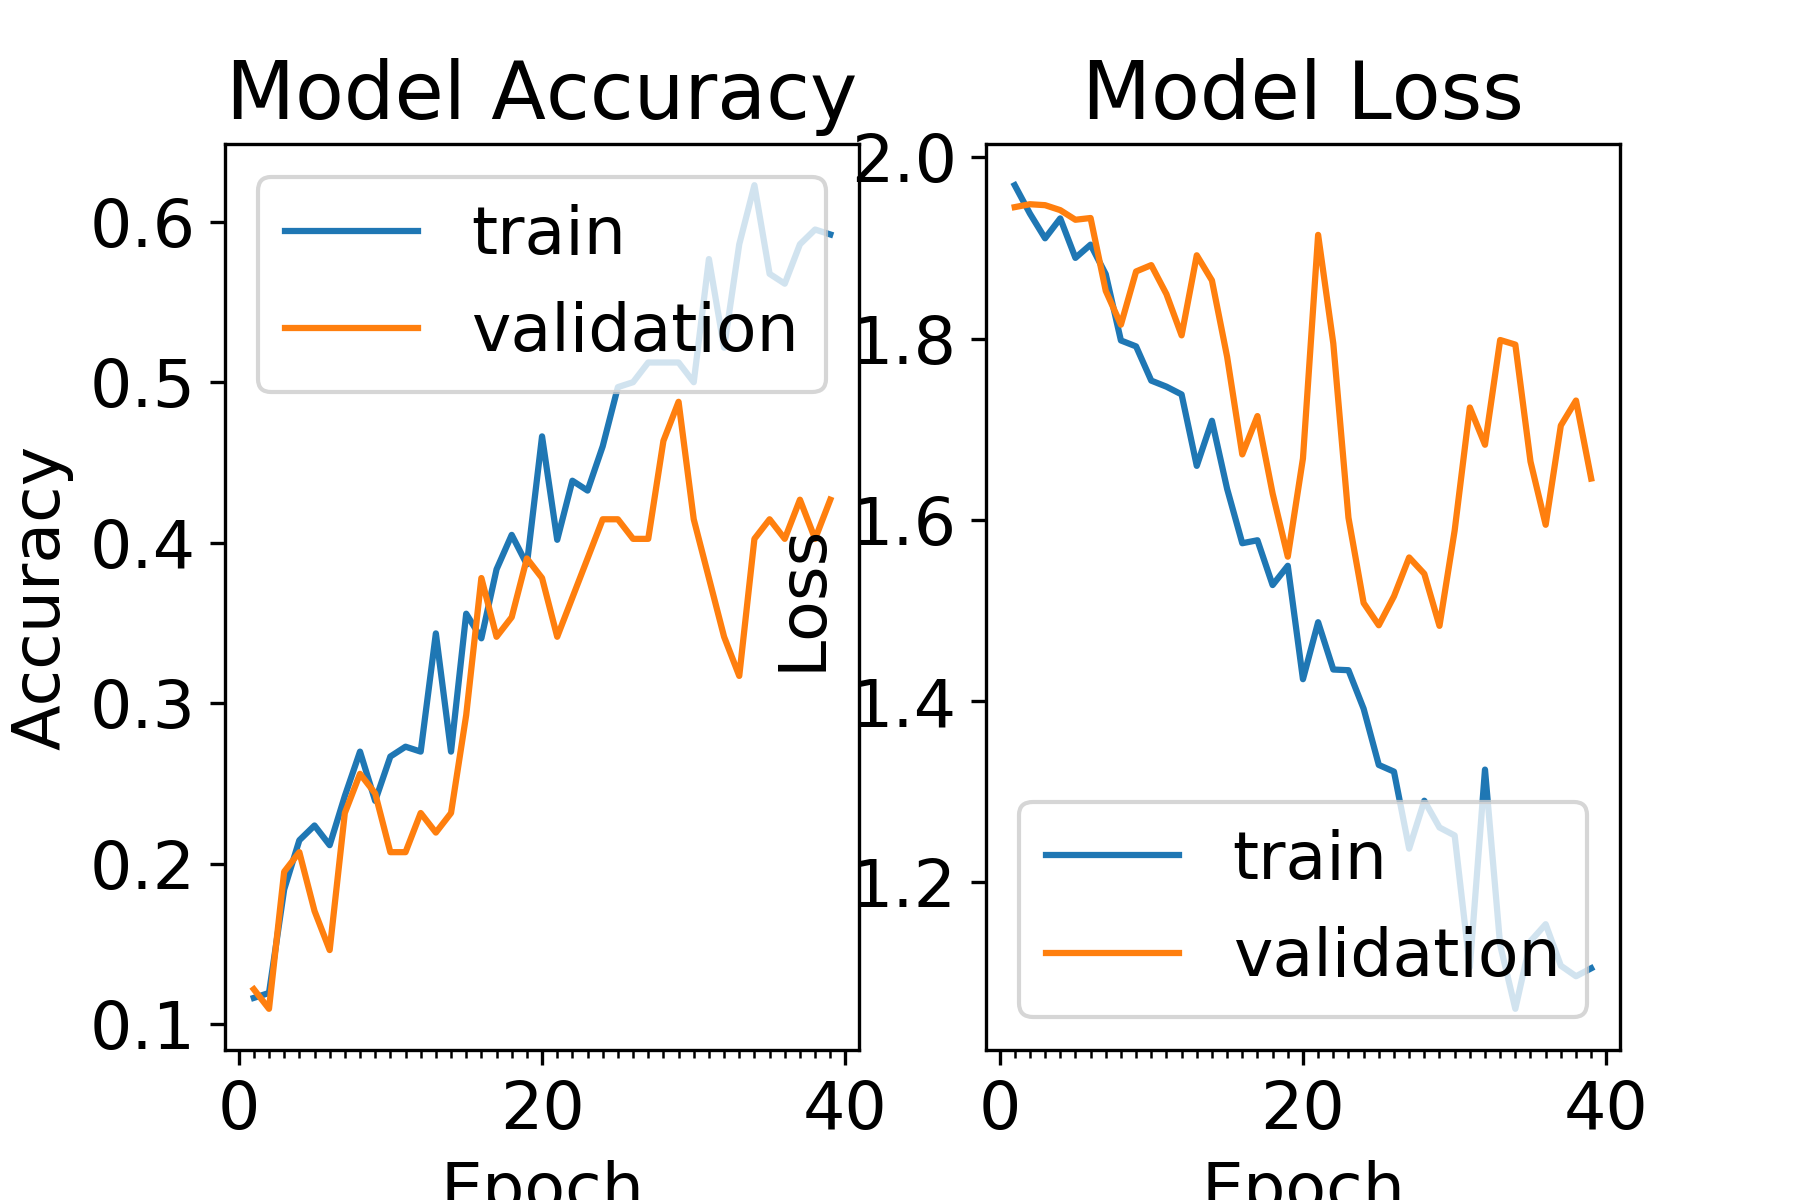 Model Accuracy
Accuracy
0.6
0.5
0.4
0.3
0.2
0.1
train
validation
0 20 40
Epoch
Model Loss
Loss
2.0
1.8
1.6
1.4
1.2
train
validation
0 20 40
Epoch